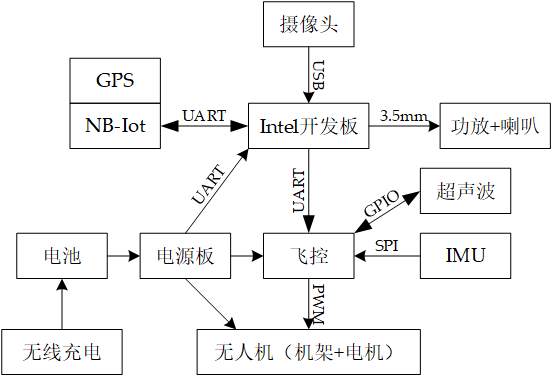 摄像头
USB
GPS
NB-Iot
UART
Intel开发板
3.5mm
功放+喇叭
UART
UART
GPIO
超声波
电池
电源板
飞控
SPI
IMU
PWM
无线充电
无人机（机架+电机）